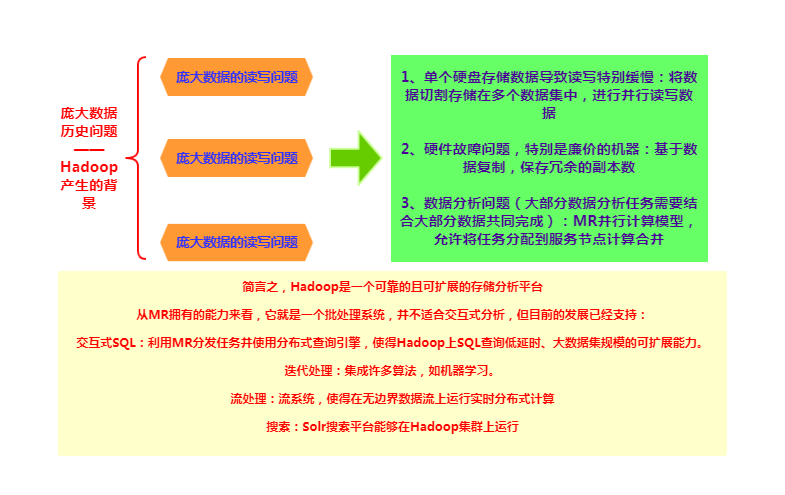 庞大数据
历史问题
——
Hadoop
产生的背
景
庞大数据的读写问题
庞大数据的读写问题
庞大数据的读写问题
1、单个硬盘存储数据导致读写特别缓慢：将数
据切割存储在多个数据集中，进行并行读写数
据
2、硬件故障问题，特别是廉价的机器：基于数
据复制，保存冗余的副本数
3、数据分析问题（大部分数据分析任务需要结
合大部分数据共同完成）：MR并行计算模型，
允许将任务分配到服务节点计算合并
简言之，Hadoop是一个可靠的且可扩展的存储分析平台
从MR拥有的能力来看，它就是一个批处理系统，并不适合交互式分析，但目前的发展已经支持：
交互式SQL：利用MR分发任务并使用分布式查询引擎，使得Hadoop上SQL查询低延时、大数据集规模的可扩展能力。
迭代处理：集成许多算法，如机器学习。
流处理：流系统，使得在无边界数据流上运行实时分布式计算
搜索：Solr搜索平台能够在Hadoop集群上运行